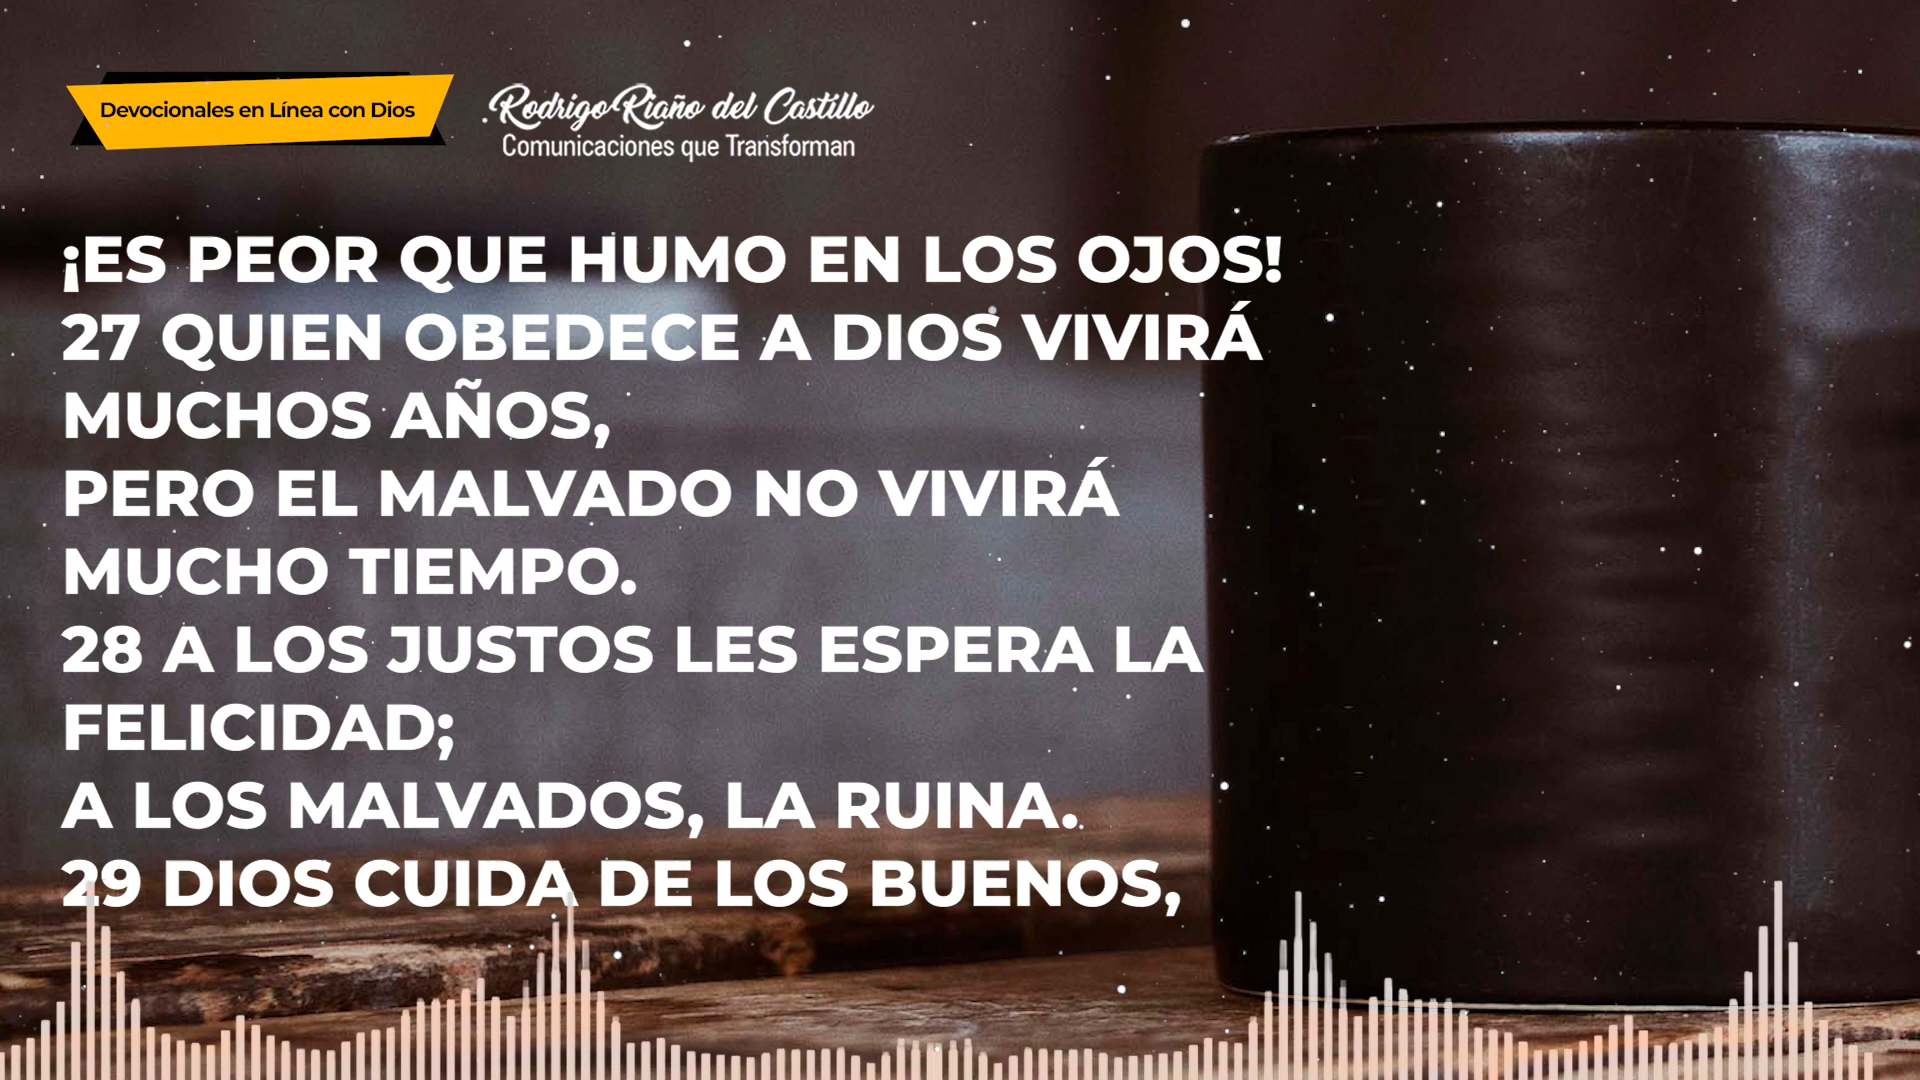 Devocionales en Línea con Dios
Rodrigo Riaño del Castillo
Comunicaciones que Transforman
¡ES PEOR QUE HUMO EN LOS OJOS!
27 QUIEN OBEDECE A DIOS VIVIRÁ
MUCHOS AÑOS,
PERO EL MALVADO NO VIVIRÁ
MUCHO TIEMPO.
28 A LOS JUSTOS LES ESPERA LA
FELICIDAD;
A LOS MALVADOS, LA RUINA.
29 DIOS CUIDA DE LOS BUENOS,